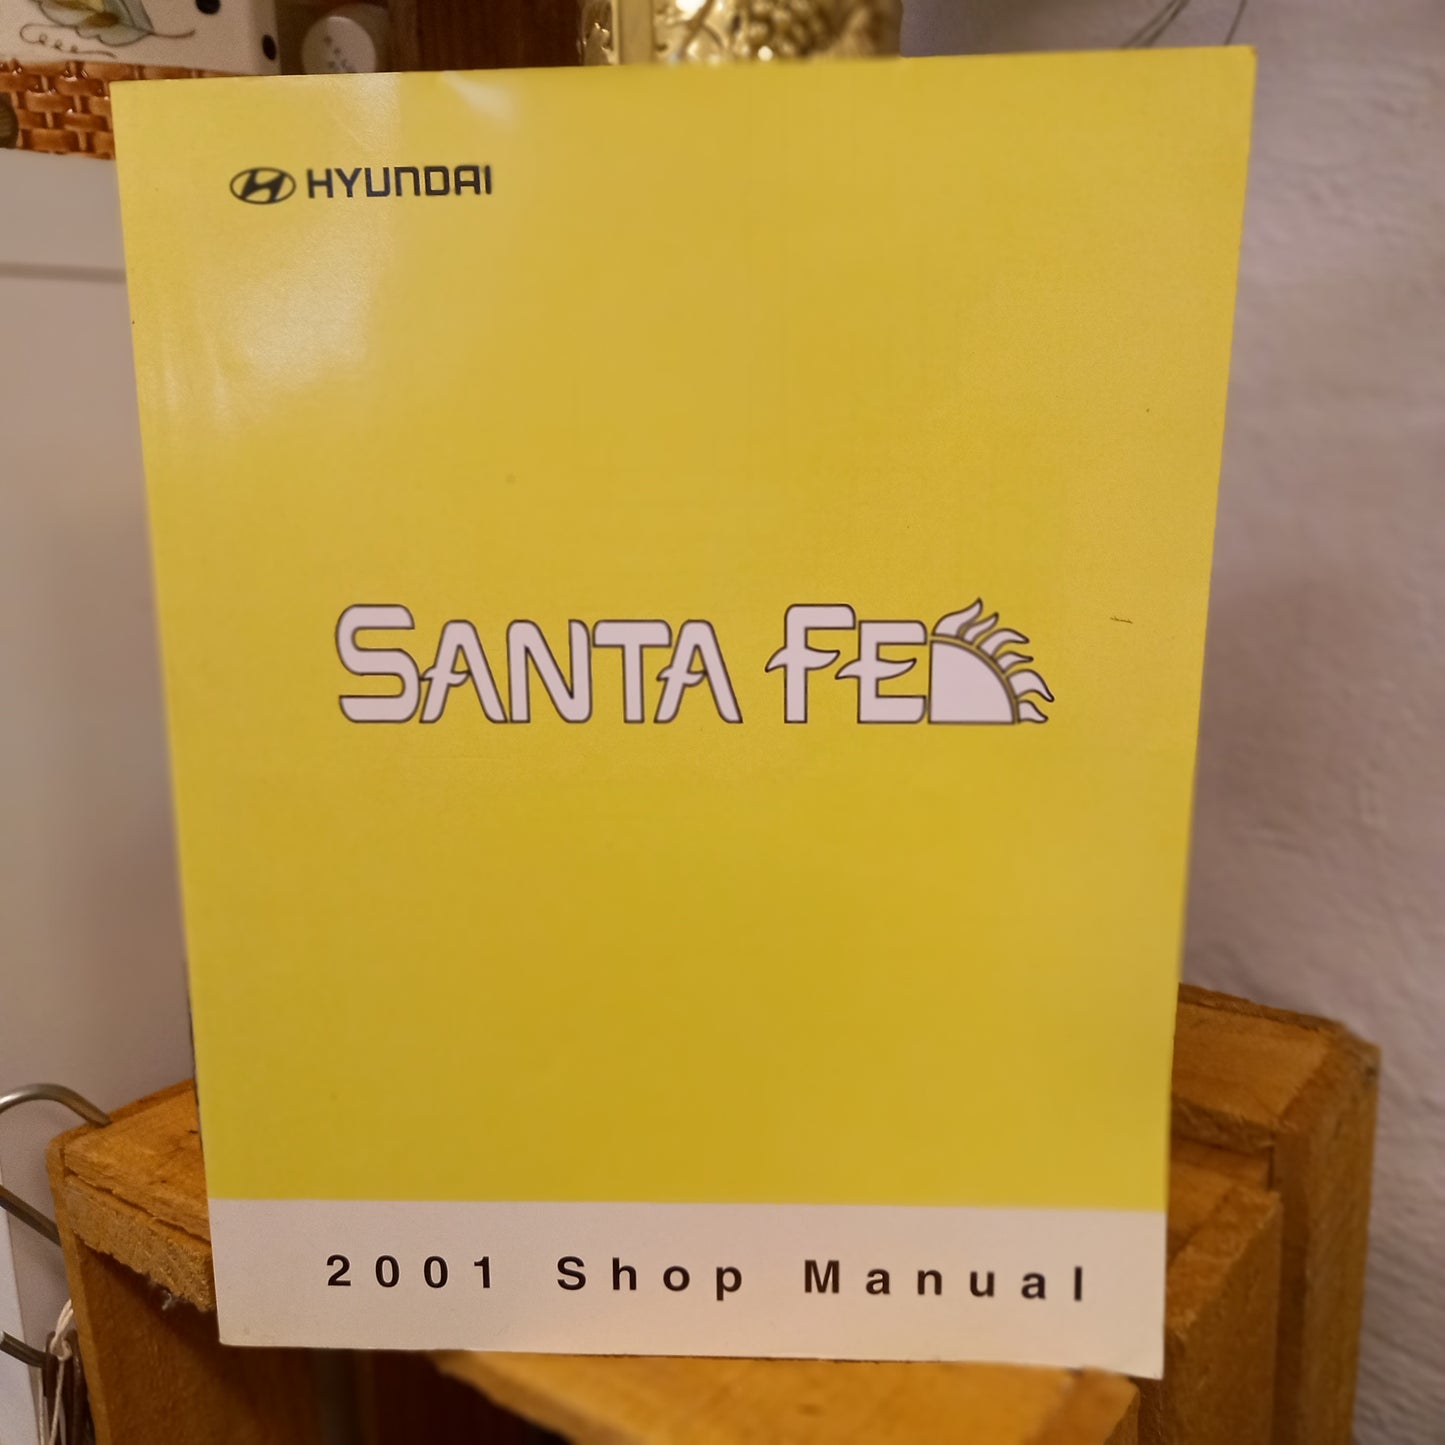 HYUNDAI
SANTA FE
2001 Shop Manual